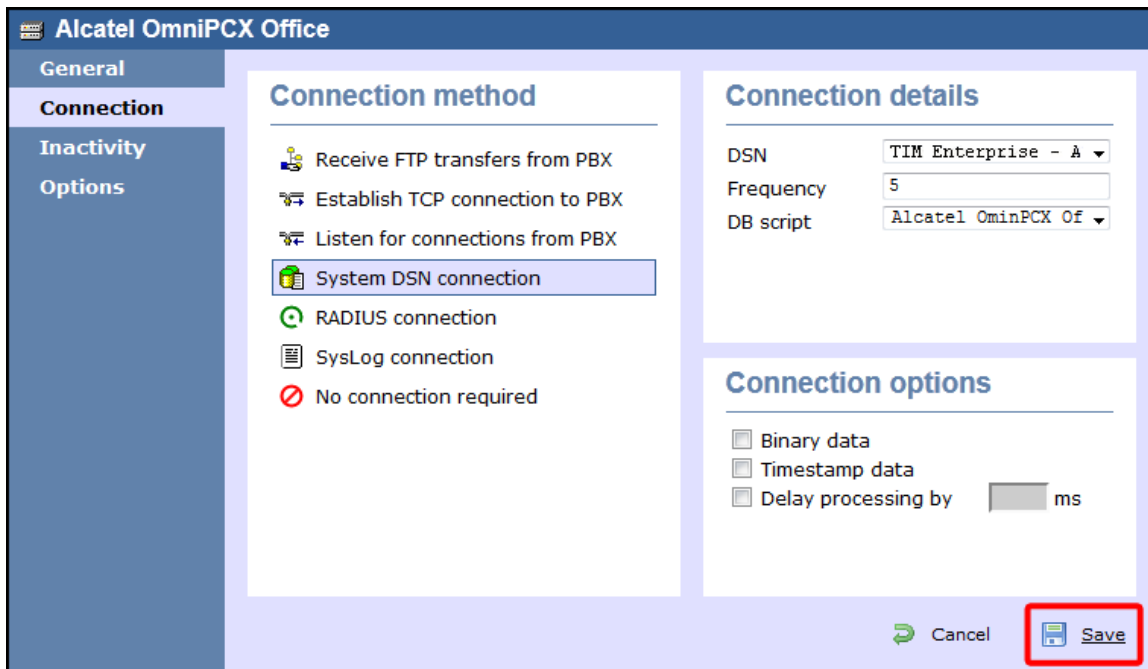 Alcatel OmniPCX Office
General
Connection
Inactivity
Options
Connection method
Receive FTP transfers from PBX
Establish TCP connection to PBX
Listen for connections from PBX
System DSN connection
RADIUS connection
SysLog connection
No connection required
Connection details
DSN TIM Enterprise - A
Frequency 5
DB script Alcatel OminPCX Of
Connection options
Binary data
Timestamp data
Delay processing by ms
Cancel Save